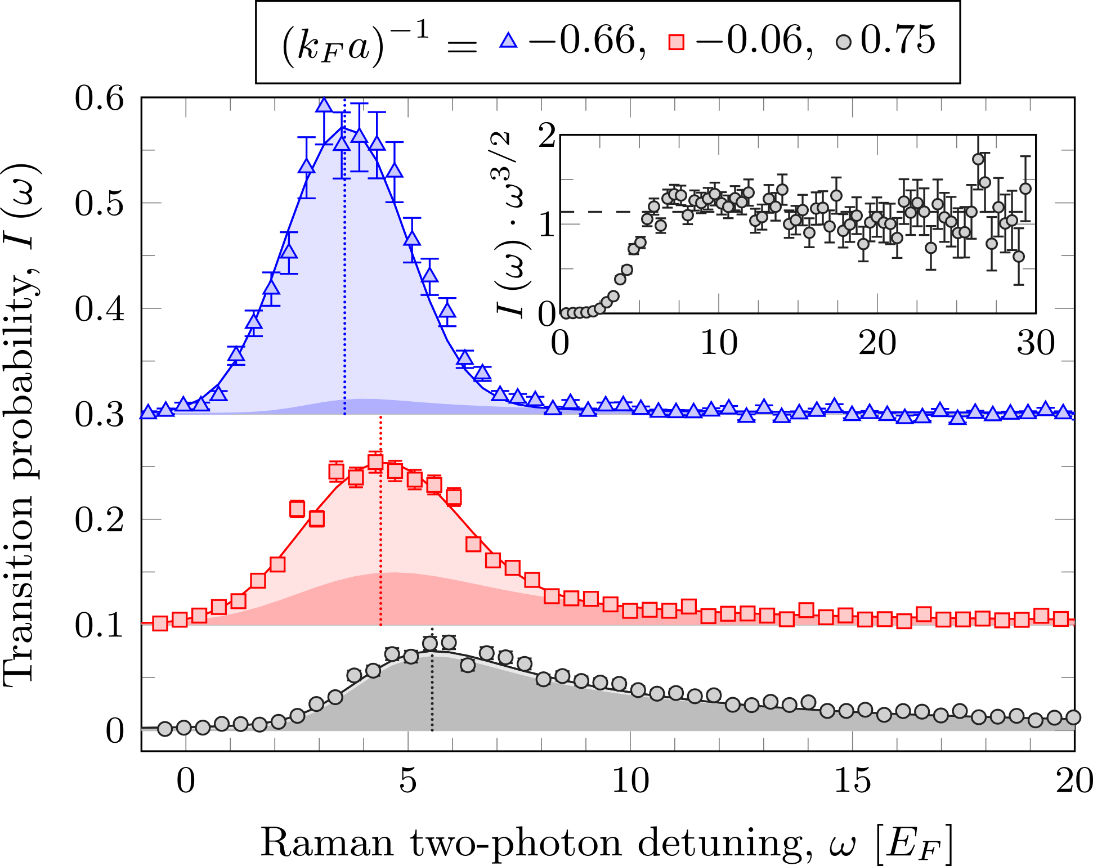 (k_F a)^−1 = −0.66, −0.06, 0.75
Transition probability, I (ω)
0.6
0.5
0.4
0.3
0.2
0.1
0
0 5 10 15 20
Raman two-photon detuning, ω [E_F]
I (ω) · ω^3/2
2
1
0
0 10 20 30